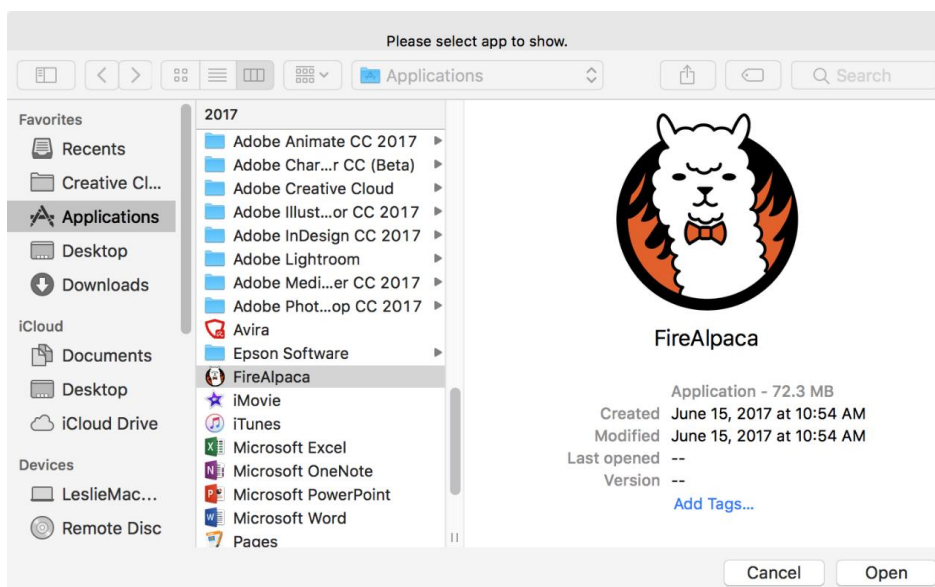 Please select app to show.
Applications
Search
Favorites
Recents
Creative Cl...
Applications
Desktop
Downloads
iCloud
Documents
Desktop
iCloud Drive
Devices
LeslieMac...
Remote Disc
2017
Adobe Animate CC 2017
Adobe Char...r CC (Beta)
Adobe Creative Cloud
Adobe Illust...or CC 2017
Adobe InDesign CC 2017
Adobe Lightroom
Adobe Medi...er CC 2017
Adobe Phot...op CC 2017
Avira
Epson Software
FireAlpaca
iMovie
iTunes
Microsoft Excel
Microsoft OneNote
Microsoft PowerPoint
Microsoft Word
Pages
FireAlpaca
Application - 72.3 MB
Created June 15, 2017 at 10:54 AM
Modified June 15, 2017 at 10:54 AM
Last opened --
Version --
Add Tags...
Cancel
Open